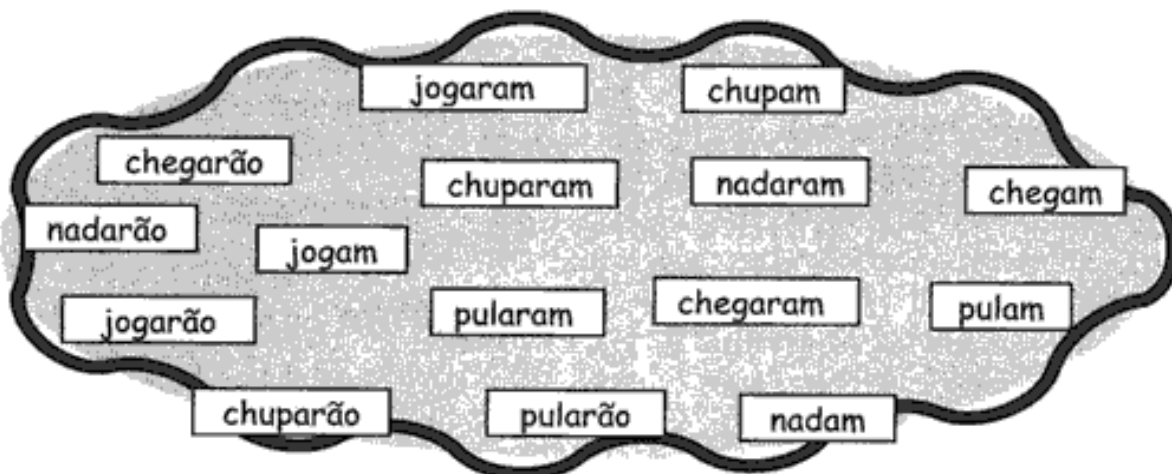 jogaram
chupam
chegarão
chuparam
nadaram
chegam
nadarão
jogam
jogarão
pularam
chegaram
pulam
chuparão
pularão
nadam